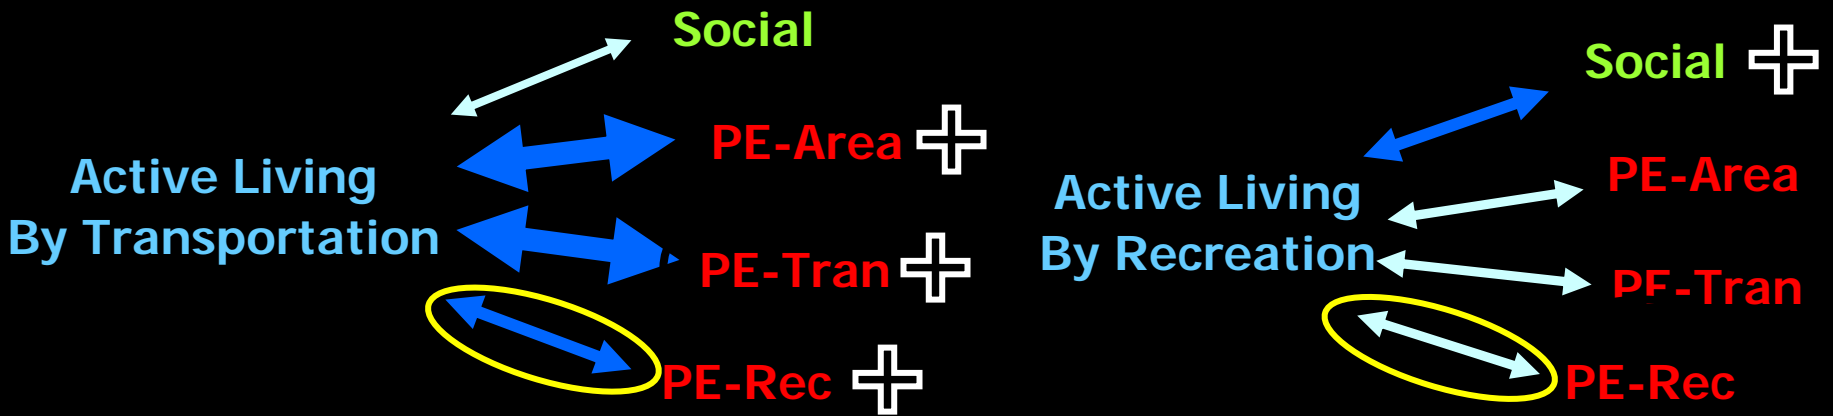 Social
PE-Area
Active Living
By Transportation
PE-Tran
PE-Rec
Social
PE-Area
Active Living
By Recreation
PE-Tran
PE-Rec